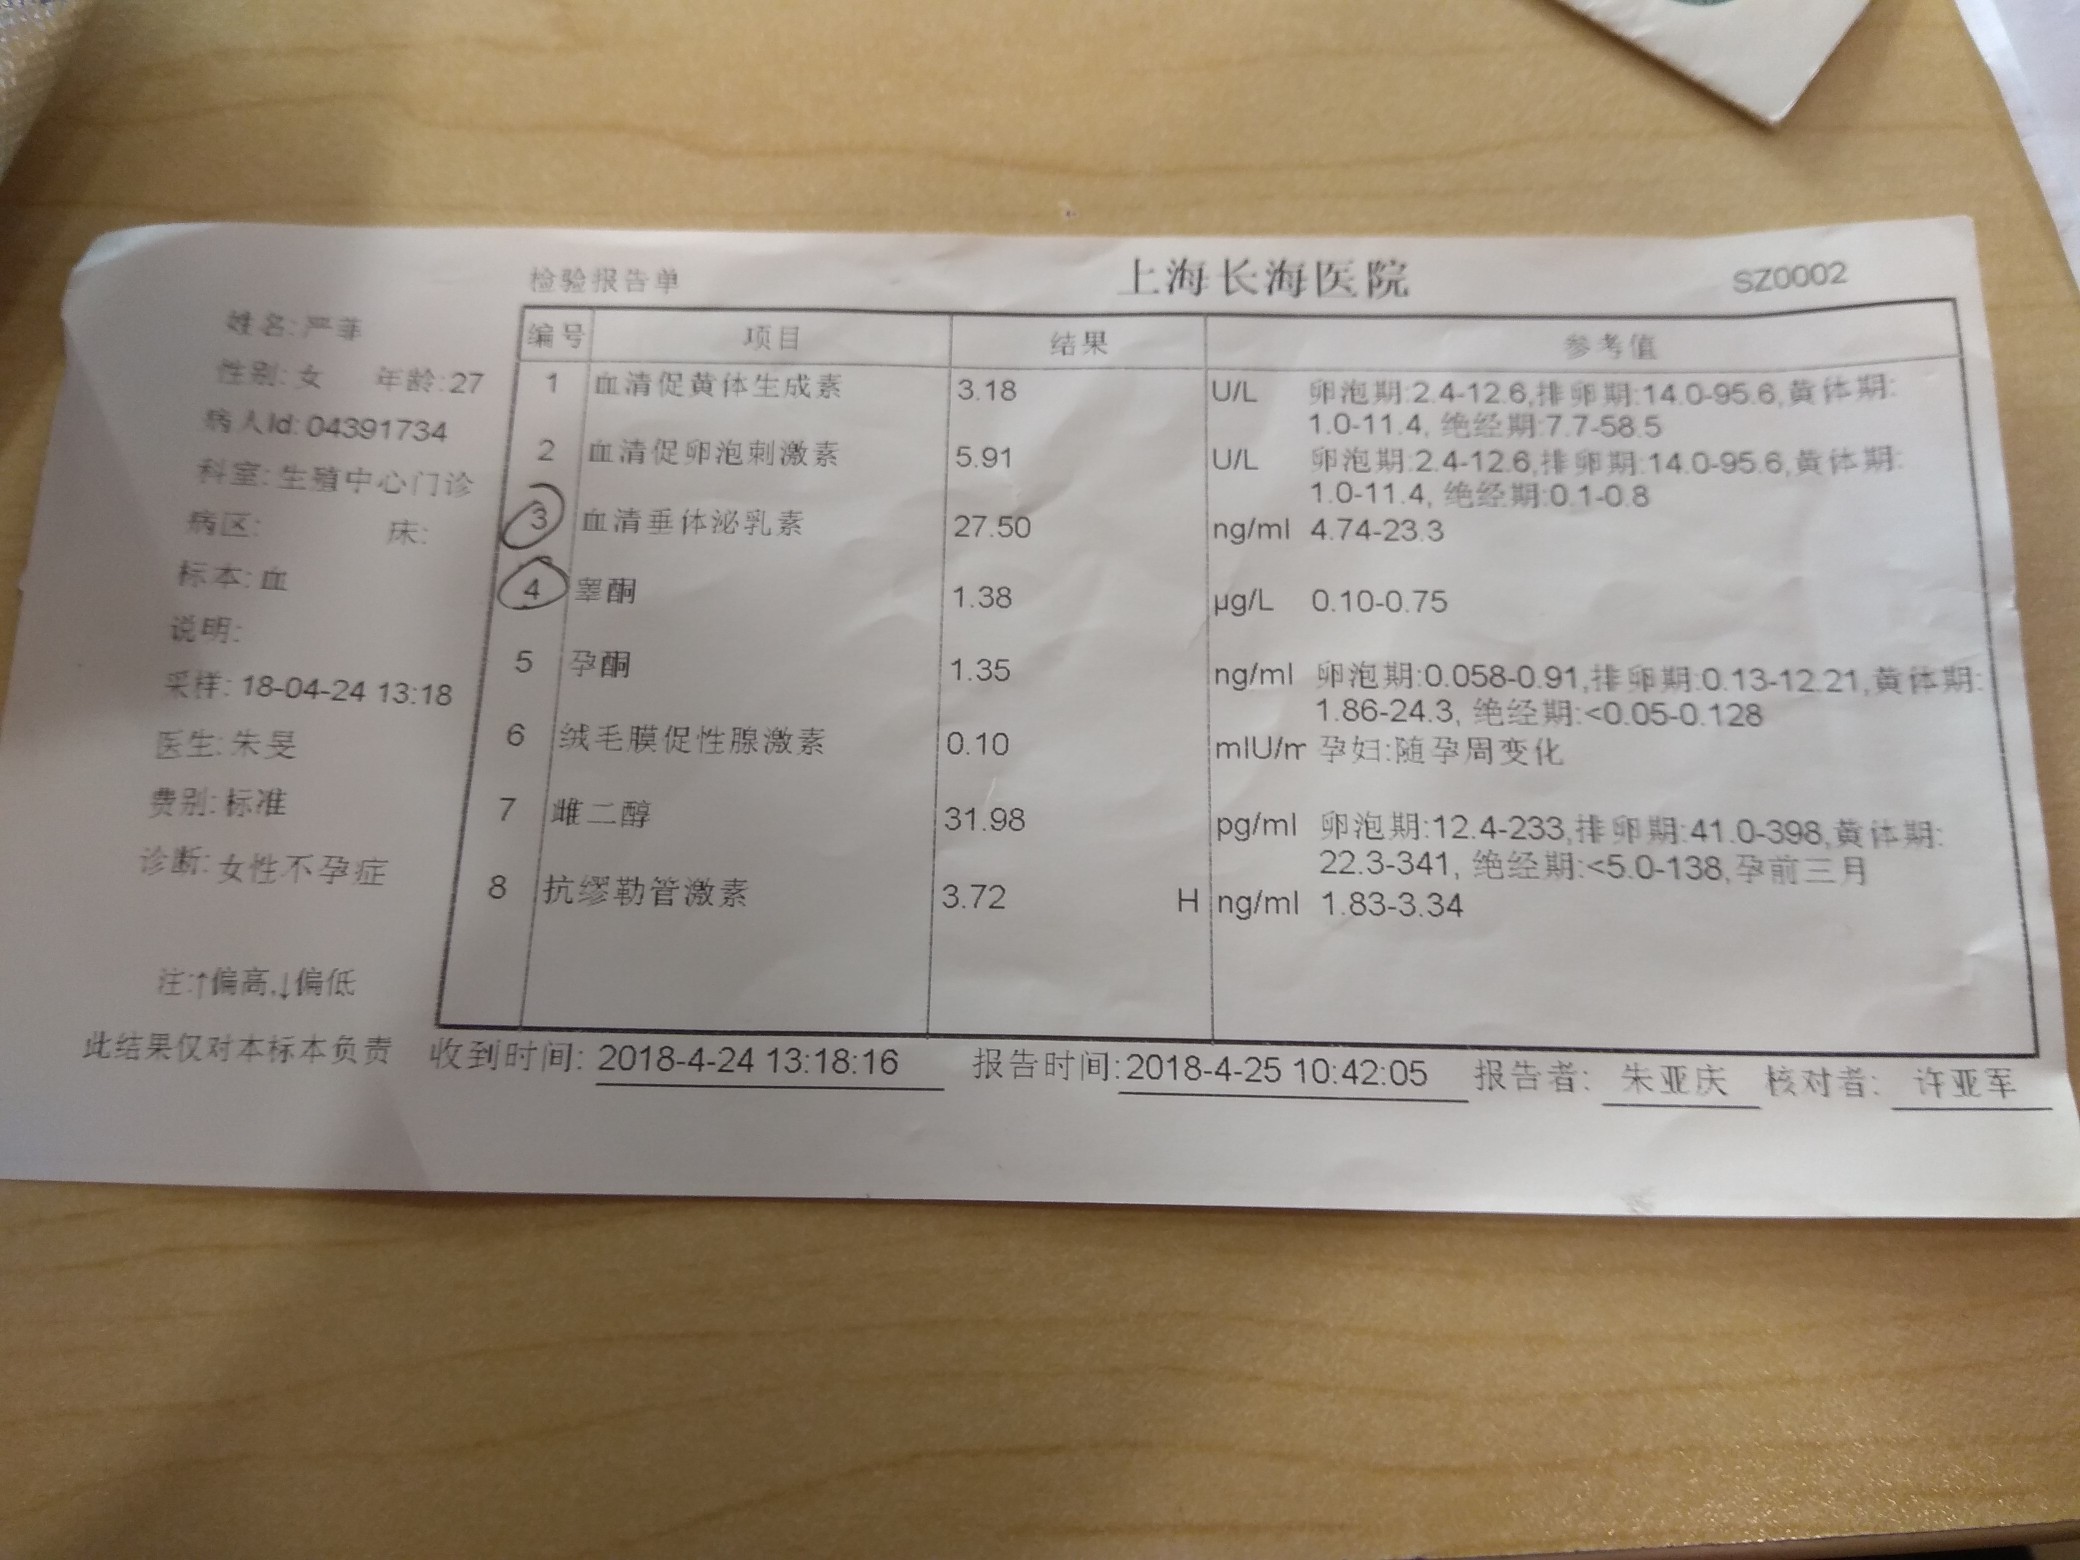 检验报告单 上海长海医院 SZ0002
姓名:严菲
性别:女 年龄:27
病人Id:04391734
科室:生殖中心门诊
病区: 床:
标本:血
说明:
采样:18-04-24 13:18
医生:朱旻
费别:标准
诊断:女性不孕症
注:↑偏高,↓偏低
此结果仅对本标本负责
编号 项目 结果 参考值
1 血清促黄体生成素 3.18 U/L 卵泡期:2.4-12.6,排卵期:14.0-95.6,黄体期:
1.0-11.4, 绝经期:7.7-58.5
2 血清促卵泡刺激素 5.91 U/L 卵泡期:2.4-12.6,排卵期:14.0-95.6,黄体期:
1.0-11.4, 绝经期:0.1-0.8
3 血清垂体泌乳素 27.50 ng/ml 4.74-23.3
4 睾酮 1.38 μg/L 0.10-0.75
5 孕酮 1.35 ng/ml 卵泡期:0.058-0.91,排卵期:0.13-12.21,黄体期:
1.86-24.3, 绝经期:<0.05-0.128
6 绒毛膜促性腺激素 0.10 mIU/m 孕妇:随孕周变化
7 雌二醇 31.98 pg/ml 卵泡期:12.4-233,排卵期:41.0-398,黄体期:
22.3-341, 绝经期:<5.0-138,孕前三月
8 抗缪勒管激素 3.72 H ng/ml 1.83-3.34
收到时间: 2018-4-24 13:18:16 报告时间:2018-4-25 10:42:05 报告者: 朱亚庆 核对者: 许亚军